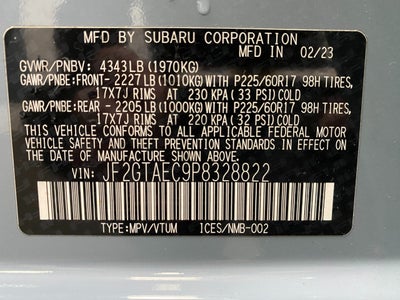 MFD BY SUBARU CORPORATION
MFD IN 02/23
GVWR/PNBV: 4343LB (1970KG)
GAWR/PNBE:FRONT- 2227LB (1010KG)WITH P225/60R17 98H TIRES,
17X7J RIMS AT 230 KPA (33 PSI)COLD
GAWR/PNBE:REAR - 2205LB (1000KG)WITH P225/60R17 98H TIRES,
17X7J RIMS AT 220 KPA (32 PSI)COLD
THIS VEHICLE CONFORMS TO ALL APPLICABLE FEDERAL MOTOR
VEHICLE SAFETY AND THEFT PREVENTION STANDARDS IN EFFECT
ON THE DATE OF MANUFACTURE SHOWN ABOVE.
VIN: JF2GTAEC9P8328822
TYPE:MPV/VTUM ICES/NMB-002